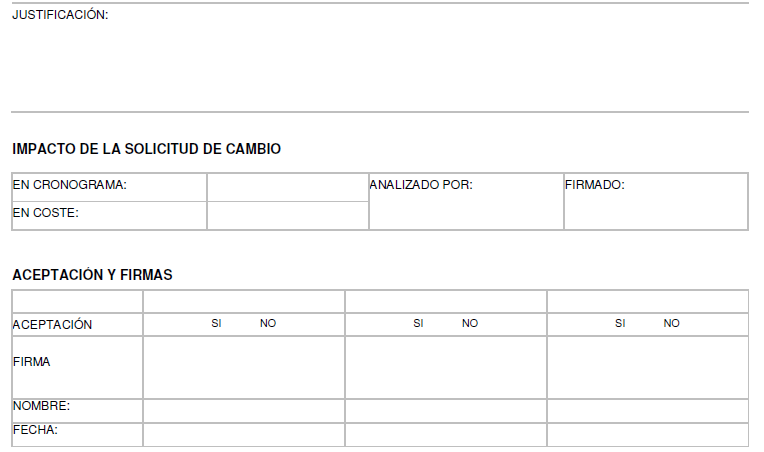 JUSTIFICACIÓN:
IMPACTO DE LA SOLICITUD DE CAMBIO
EN CRONOGRAMA: ANALIZADO POR: FIRMADO:
EN COSTE:
ACEPTACIÓN Y FIRMAS
ACEPTACIÓN SI NO SI NO SI NO
FIRMA
NOMBRE:
FECHA: